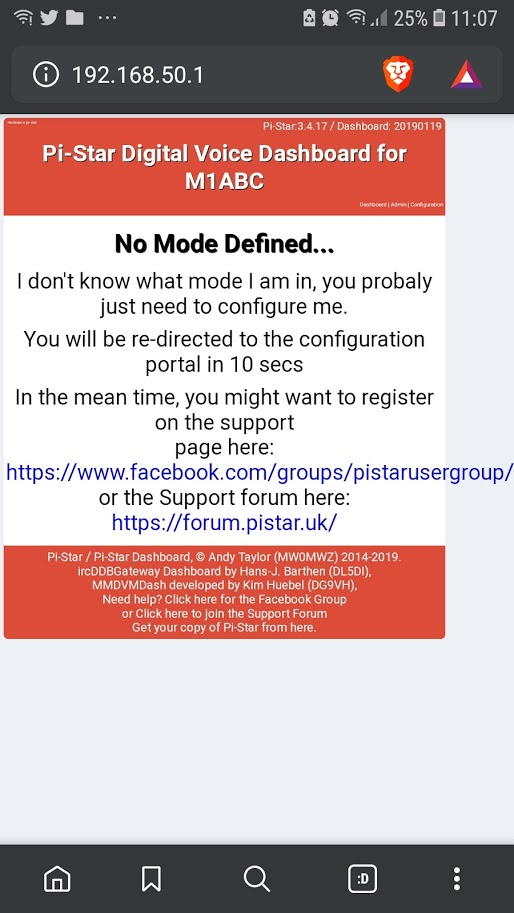 25% 11:07
192.168.50.1
Hostname: pi-star
Pi-Star:3.4.17 / Dashboard: 20190119
Pi-Star Digital Voice Dashboard for
M1ABC
Dashboard | Admin | Configuration
No Mode Defined...
I don't know what mode I am in, you probaly
just need to configure me.
You will be re-directed to the configuration
portal in 10 secs
In the mean time, you might want to register
on the support
page here:
https://www.facebook.com/groups/pistarusergroup/
or the Support forum here:
https://forum.pistar.uk/
Pi-Star / Pi-Star Dashboard, © Andy Taylor (MW0MWZ) 2014-2019.
ircDDBGateway Dashboard by Hans-J. Barthen (DL5DI),
MMDVMDash developed by Kim Huebel (DG9VH),
Need help? Click here for the Facebook Group
or Click here to join the Support Forum
Get your copy of Pi-Star from here.
:D